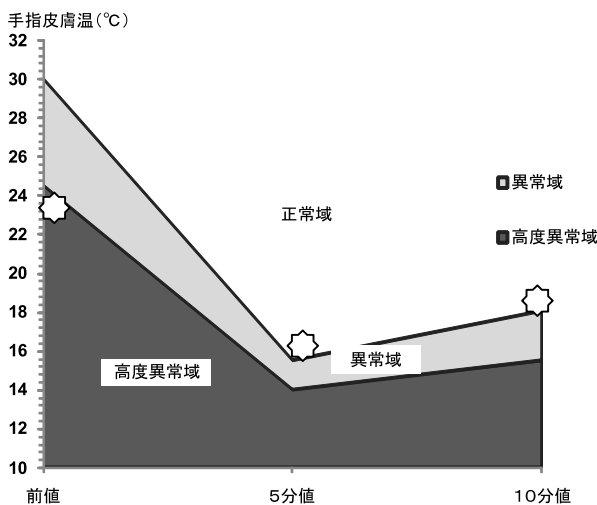 手指皮膚温(℃)
32
30
28
26
24
22
20
18
16
14
12
10
正常域
異常域
高度異常域
異常域
高度異常域
前値
5分値
10分値